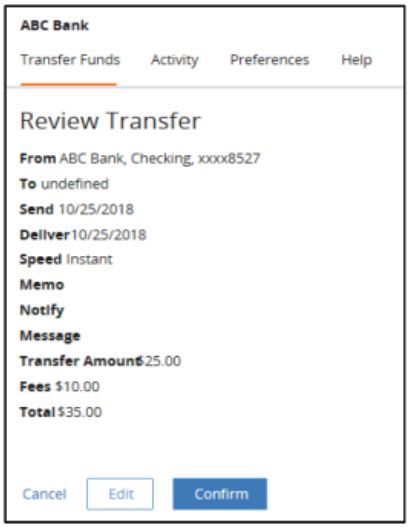 ABC Bank
Transfer Funds Activity Preferences Help
Review Transfer
From ABC Bank, Checking, xxxx8527
To undefined
Send 10/25/2018
Deliver10/25/2018
Speed Instant
Memo
Notify
Message
Transfer Amount$25.00
Fees $10.00
Total $35.00
Cancel Edit Confirm